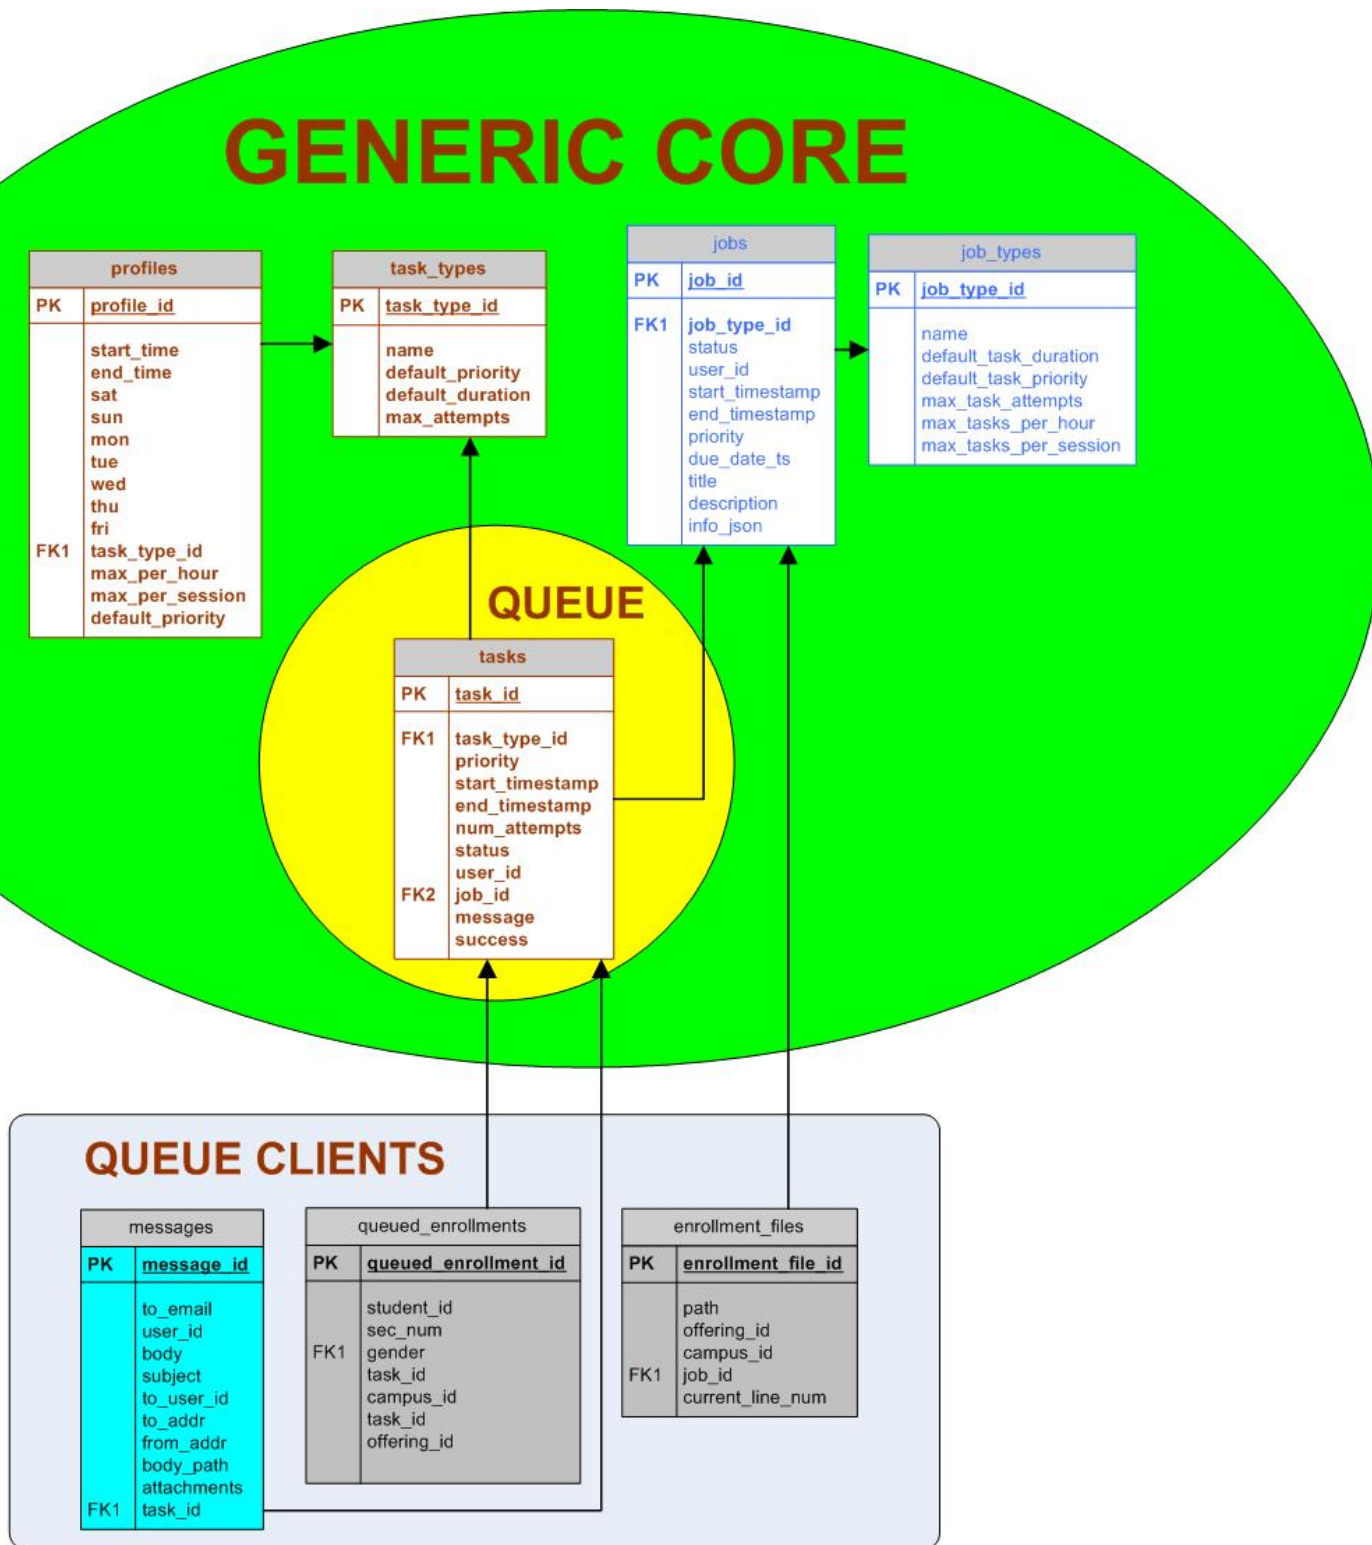 GENERIC CORE
profiles
PK profile_id
start_time
end_time
sat
sun
mon
tue
wed
thu
fri
FK1 task_type_id
max_per_hour
max_per_session
default_priority
task_types
PK task_type_id
name
default_priority
default_duration
max_attempts
jobs
PK job_id
FK1 job_type_id
status
user_id
start_timestamp
end_timestamp
priority
due_date_ts
title
description
info_json
job_types
PK job_type_id
name
default_task_duration
default_task_priority
max_task_attempts
max_tasks_per_hour
max_tasks_per_session
QUEUE
tasks
PK task_id
FK1 task_type_id
priority
start_timestamp
end_timestamp
num_attempts
status
user_id
FK2 job_id
message
success
QUEUE CLIENTS
messages
PK message_id
to_email
user_id
body
subject
to_user_id
to_addr
from_addr
body_path
attachments
FK1 task_id
queued_enrollments
PK queued_enrollment_id
student_id
sec_num
FK1 gender
task_id
campus_id
task_id
offering_id
enrollment_files
PK enrollment_file_id
path
offering_id
campus_id
FK1 job_id
current_line_num